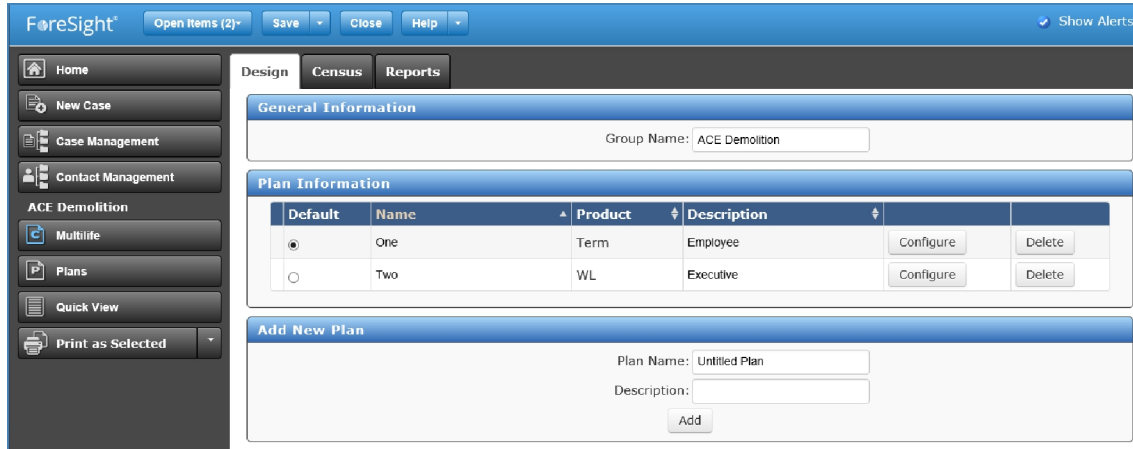 ForeSight® Open Items (2) Save Close Help Show Alerts
Home
New Case
Case Management
Contact Management
ACE Demolition
Multilife
Plans
Quick View
Print as Selected
Design Census Reports
General Information
Group Name: ACE Demolition
Plan Information
Default Name Product Description
One Term Employee Configure Delete
Two WL Executive Configure Delete
Add New Plan
Plan Name: Untitled Plan
Description:
Add